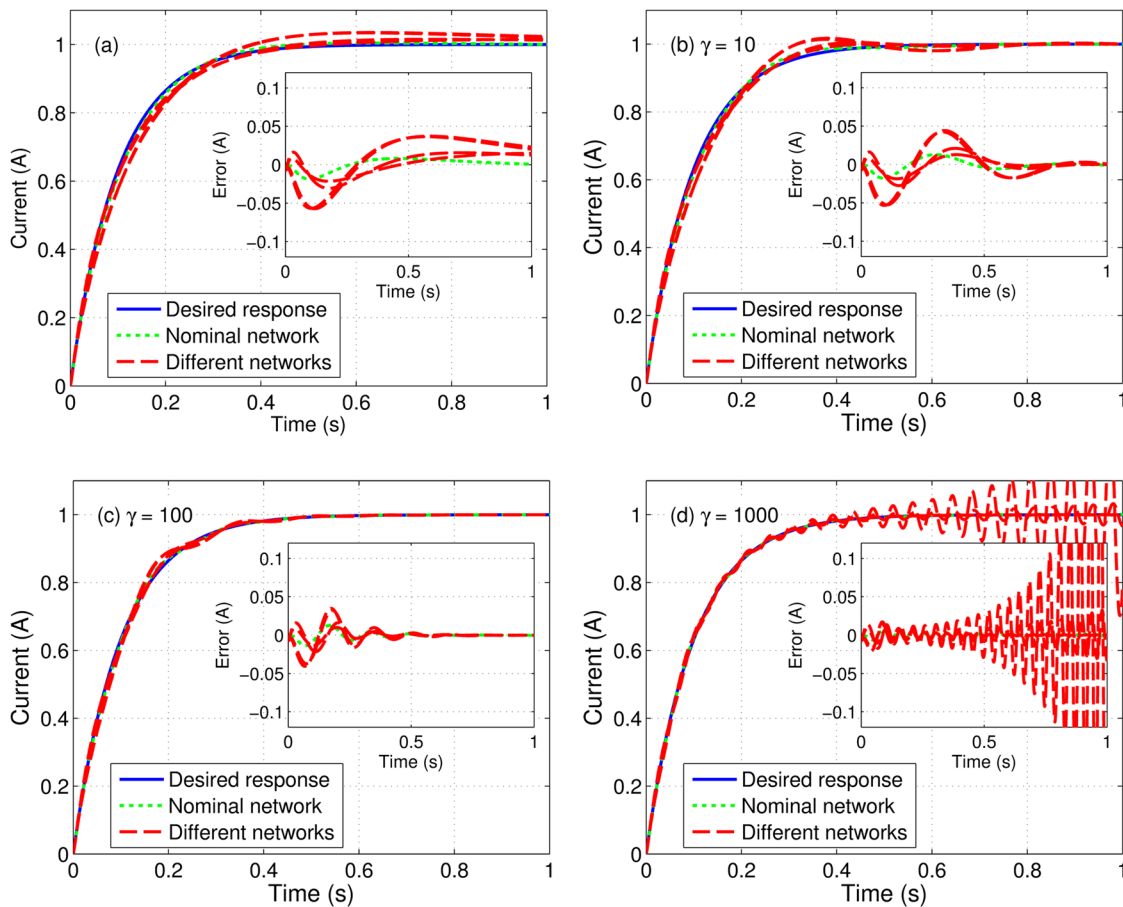 (a)
1
0.8
0.6
0.4
0.2
0
Current (A)
0 0.2 0.4 0.6 0.8 1
Time (s)
0.1
0.05
0
−0.05
−0.1
Error (A)
0 0.5 1
Time (s)
Desired response
Nominal network
Different networks
(b) γ = 10
1
0.8
0.6
0.4
0.2
0
Current (A)
0 0.2 0.4 0.6 0.8 1
Time (s)
0.1
0.05
0
−0.05
−0.1
Error (A)
0 0.5 1
Time (s)
Desired response
Nominal network
Different networks
(c) γ = 100
1
0.8
0.6
0.4
0.2
0
Current (A)
0 0.2 0.4 0.6 0.8 1
Time (s)
0.1
0.05
0
−0.05
−0.1
Error (A)
0 0.5 1
Time (s)
Desired response
Nominal network
Different networks
(d) γ = 1000
1
0.8
0.6
0.4
0.2
0
Current (A)
0 0.2 0.4 0.6 0.8 1
Time (s)
0.1
0.05
0
−0.05
−0.1
Error (A)
0 0.5 1
Time (s)
Desired response
Nominal network
Different networks